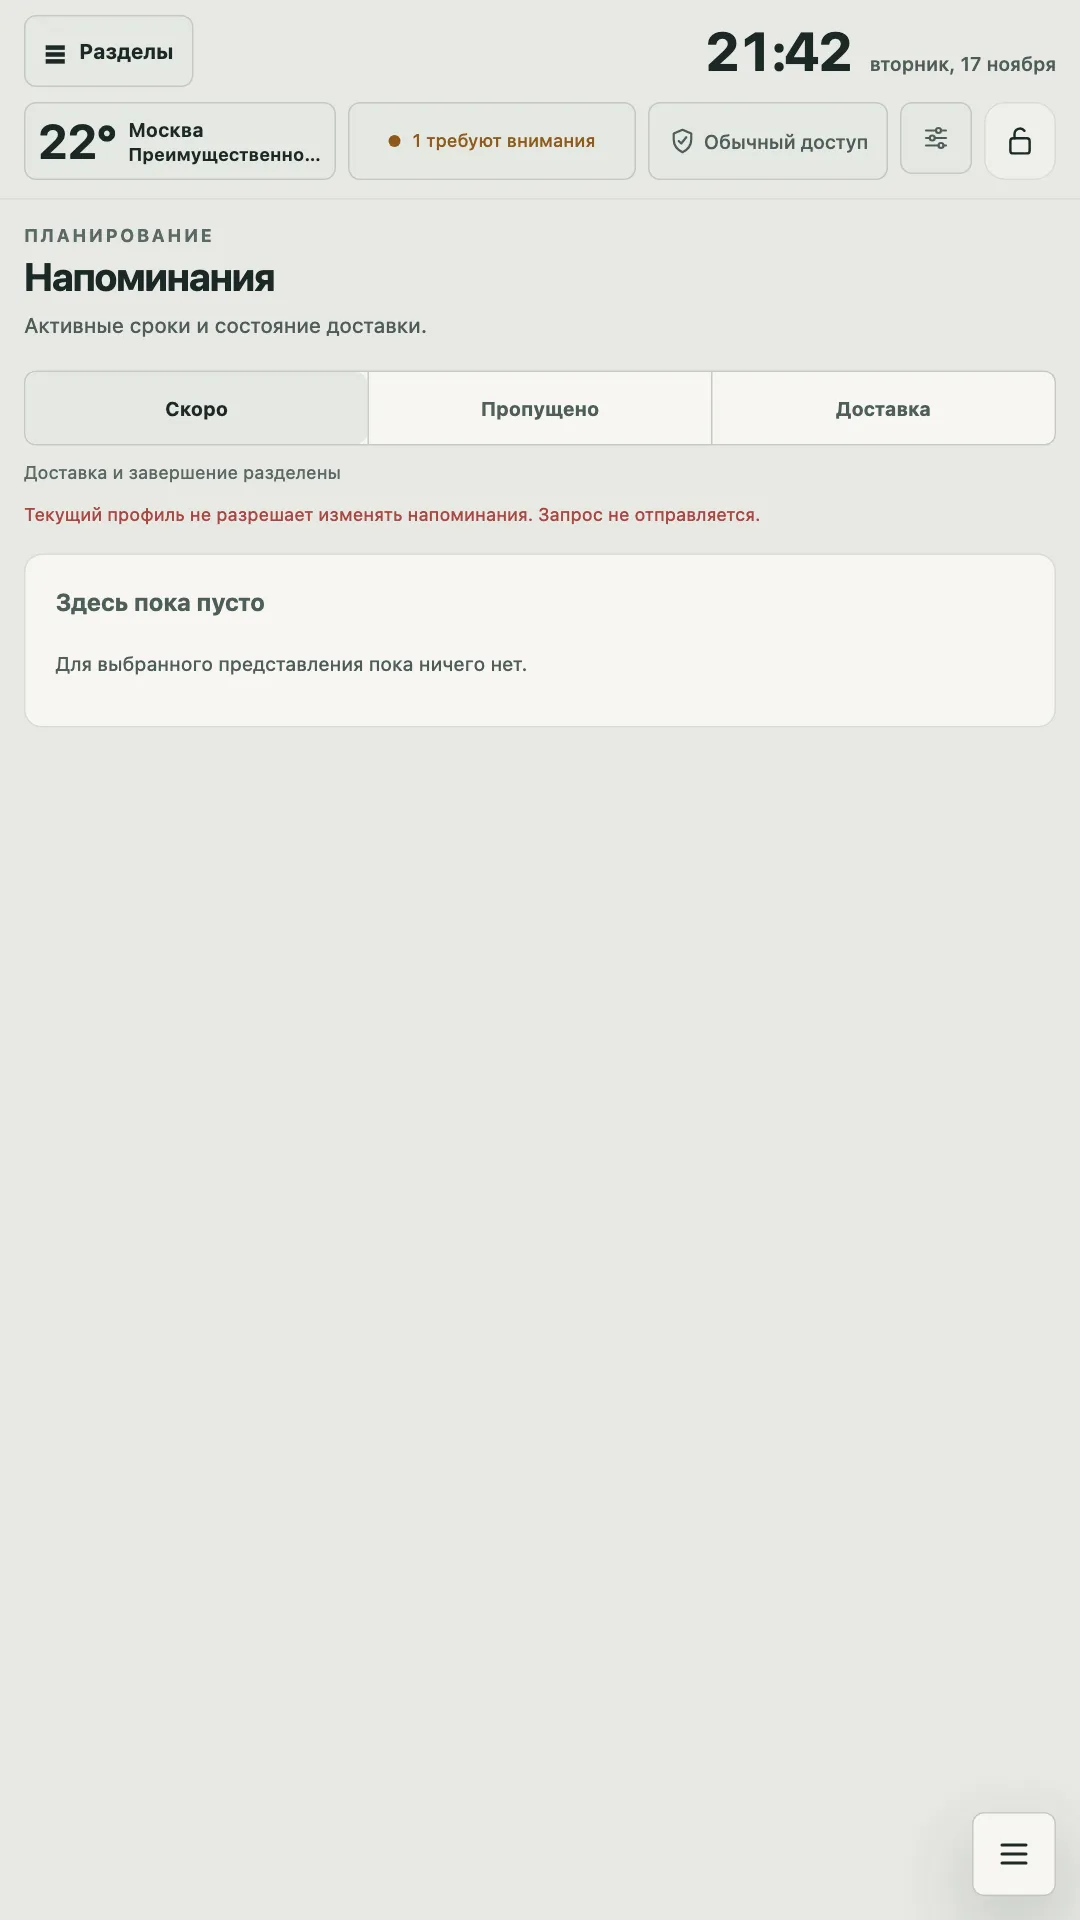 Разделы
21:42 вторник, 17 ноября
22° Москва
Преимущественно...
1 требуют внимания
Обычный доступ
ПЛАНИРОВАНИЕ
Напоминания
Активные сроки и состояние доставки.
Скоро
Пропущено
Доставка
Доставка и завершение разделены
Текущий профиль не разрешает изменять напоминания. Запрос не отправляется.
Здесь пока пусто
Для выбранного представления пока ничего нет.